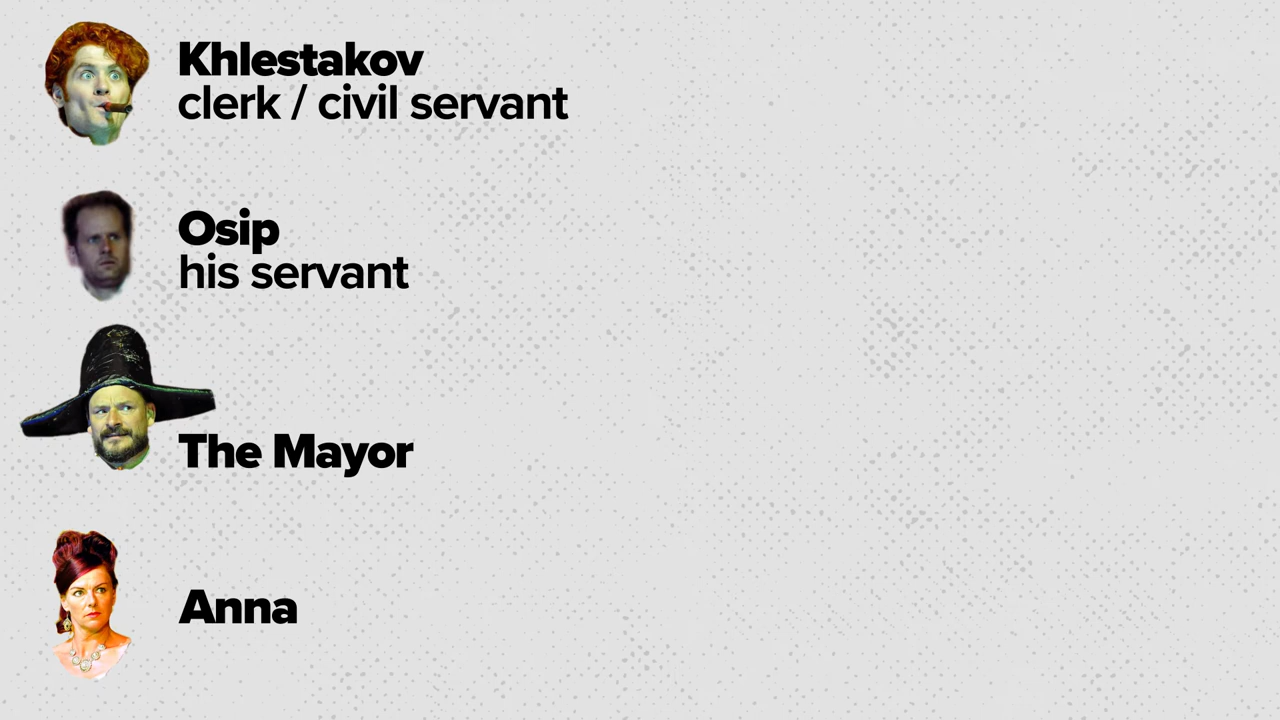 Khlestakov
clerk / civil servant
Osip
his servant
The Mayor
Anna